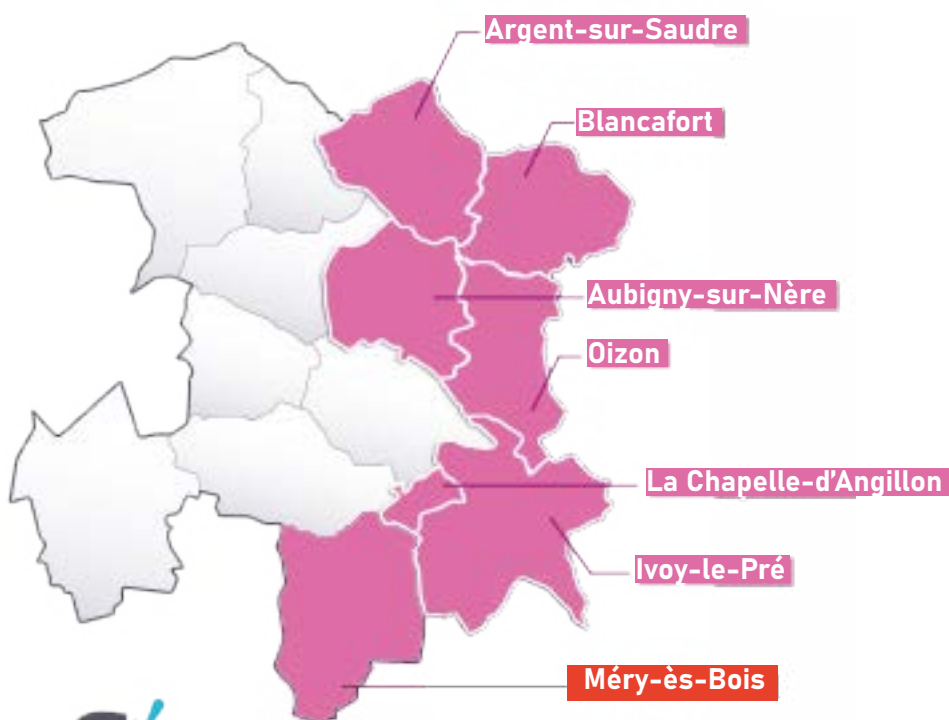 Argent-sur-Saudre
Blancafort
Aubigny-sur-Nère
Oizon
La Chapelle-d'Angillon
Ivoy-le-Pré
Méry-ès-Bois